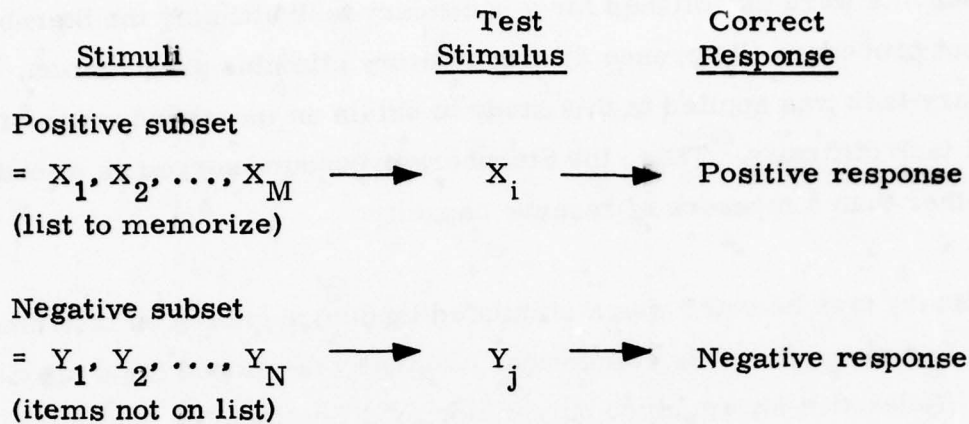 Test Correct
Stimuli Stimulus Response
Positive subset
= X1, X2, ..., XM → Xi → Positive response
(list to memorize)
Negative subset
= Y1, Y2, ..., YN → Yj → Negative response
(items not on list)